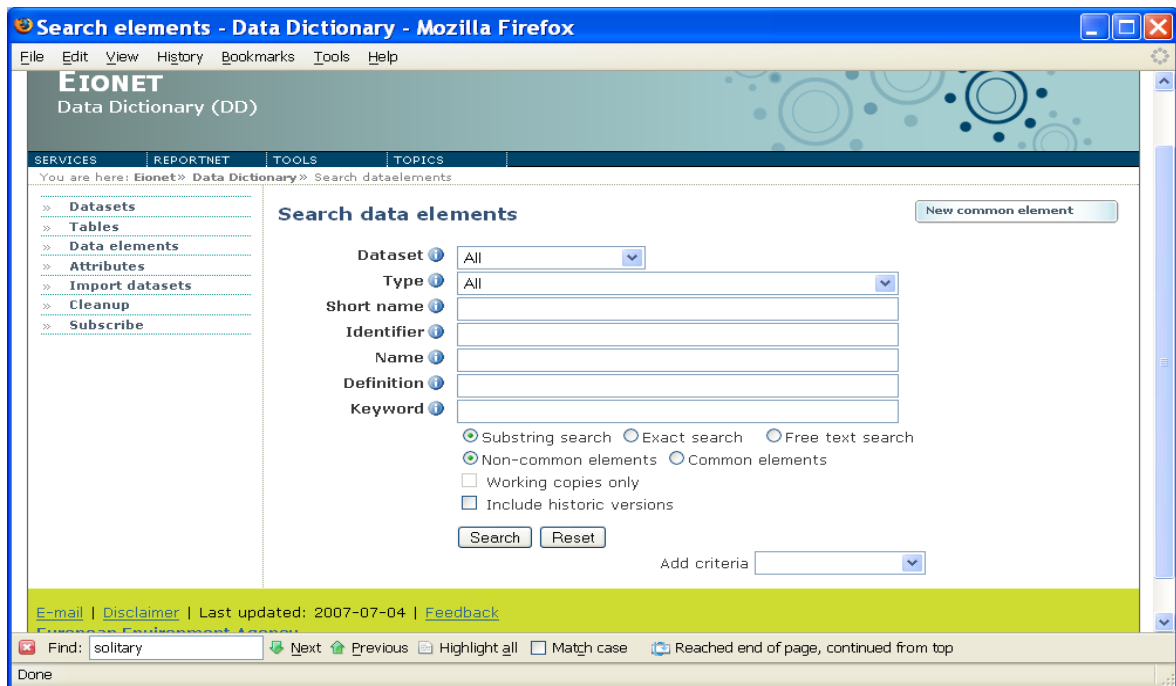 Search elements - Data Dictionary - Mozilla Firefox
File Edit View History Bookmarks Tools Help
EIONET
Data Dictionary (DD)
SERVICES REPORTNET TOOLS TOPICS
You are here: Eionet» Data Dictionary» Search dataelements
» Datasets
» Tables
» Data elements
» Attributes
» Import datasets
» Cleanup
» Subscribe
Search data elements
New common element
Dataset All
Type All
Short name
Identifier
Name
Definition
Keyword
Substring search Exact search Free text search
Non-common elements Common elements
Working copies only
Include historic versions
Search Reset
Add criteria
E-mail | Disclaimer | Last updated: 2007-07-04 | Feedback
European Environment Agency
Find: solitary Next Previous Highlight all Match case Reached end of page, continued from top
Done